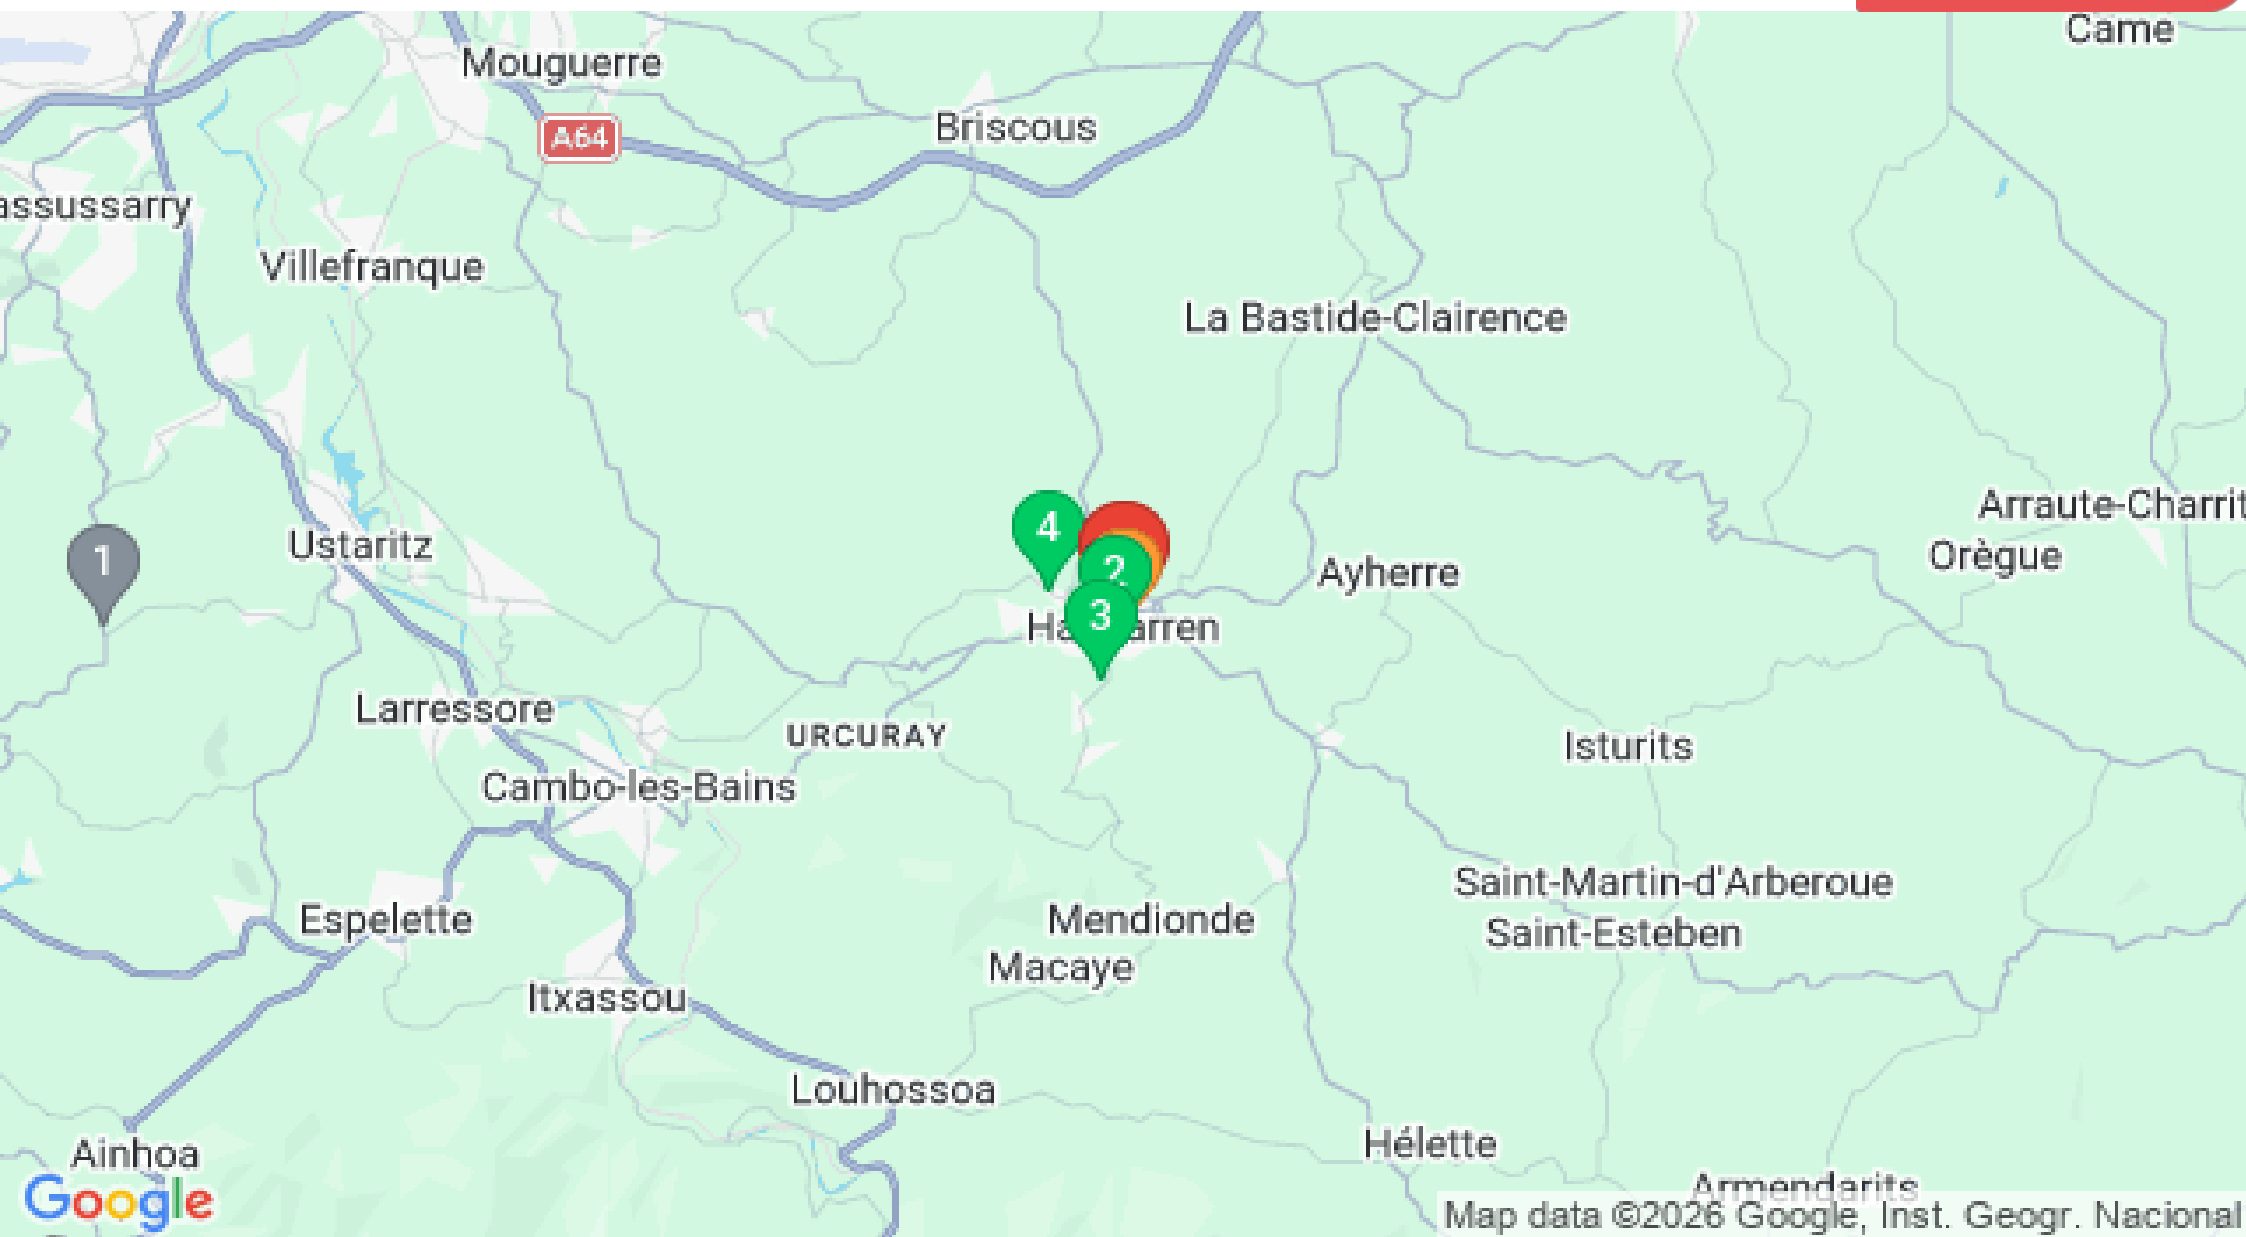 Came
Mouguerre
Briscous
A64
assussarry
Villefranque
La Bastide-Clairence
Arraute-Charrit
4
Ustaritz
1
Orègue
2
Ayherre
3
Larressore
URCURAY
Isturits
Cambo-les-Bains
Saint-Martin-d'Arberoue
Espelette
Mendionde
Saint-Esteben
Macaye
Itxassou
Louhossoa
Hélette
Ainhoa
Armendarits
Google
Map data ©2026 Google, Inst. Geogr. Nacional